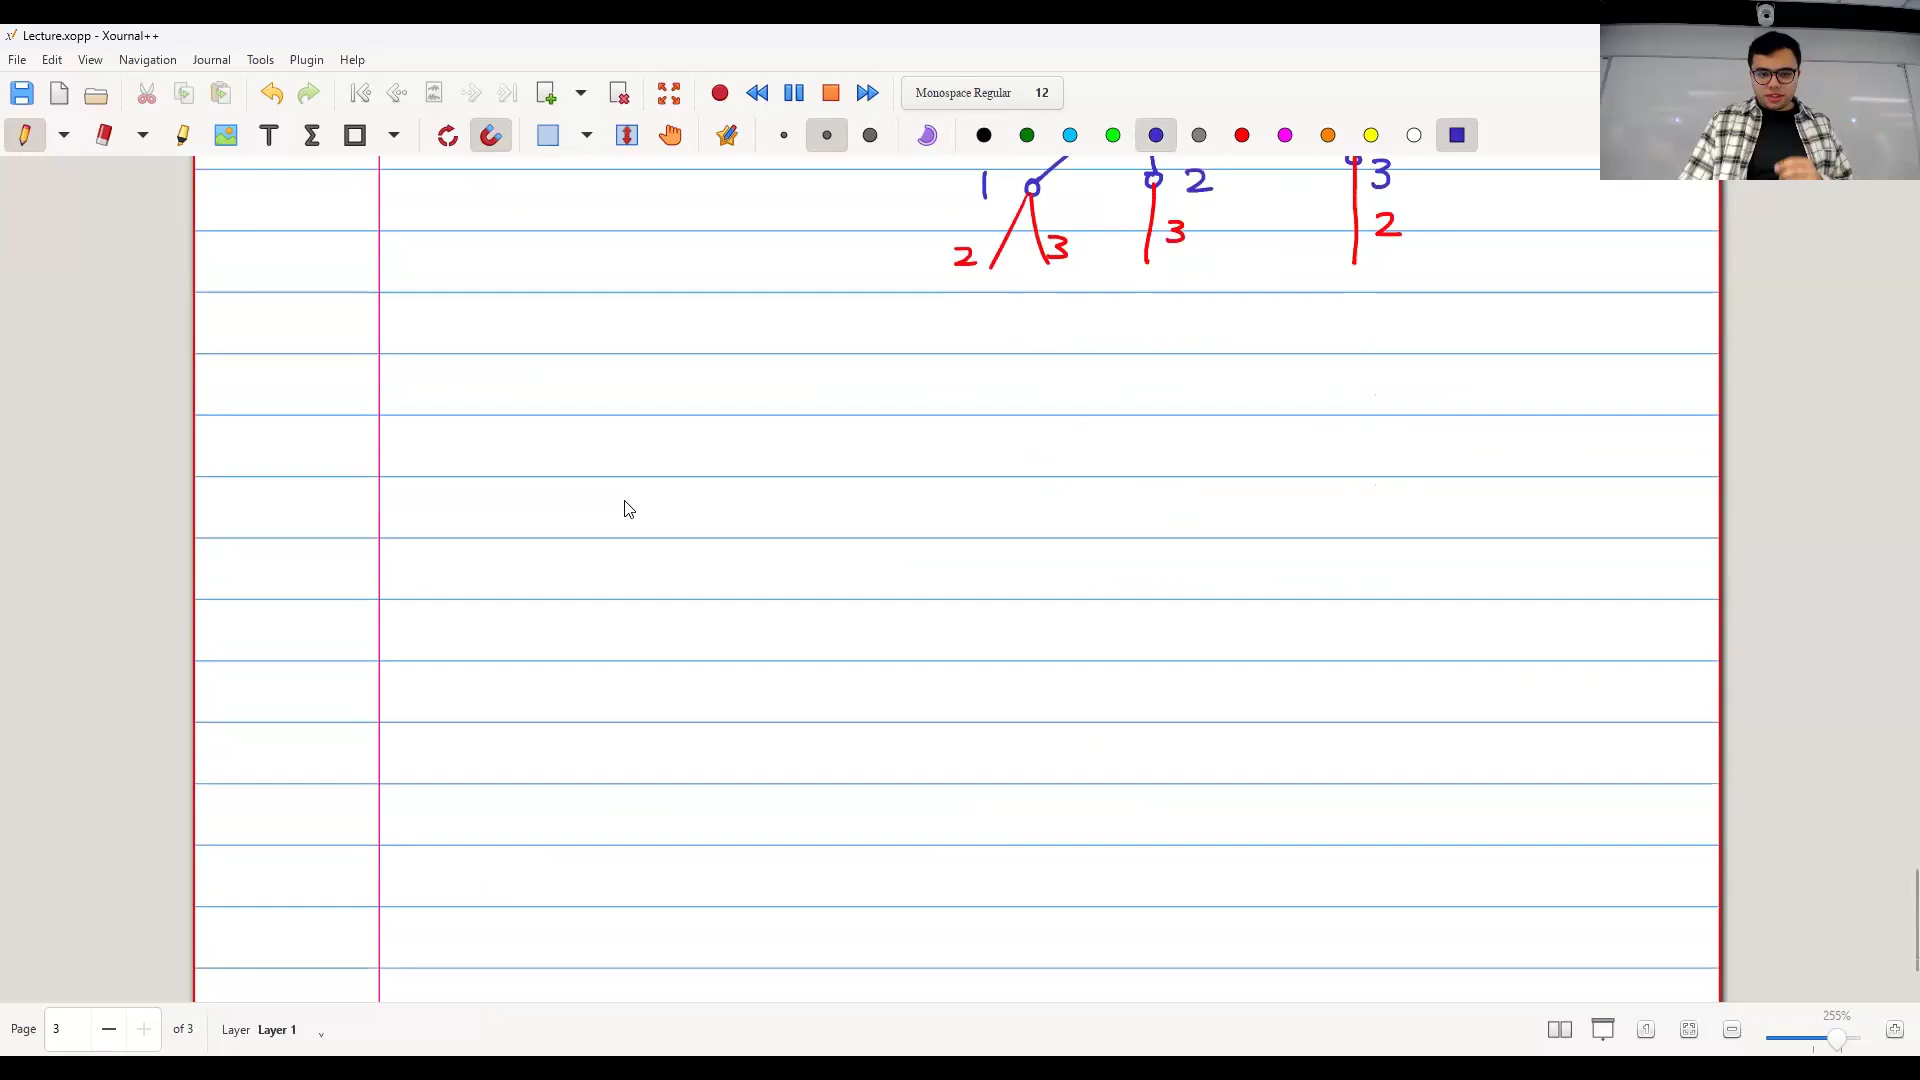 Lecture.xopp - Xournal++
File Edit View Navigation Journal Tools Plugin Help
Monospace Regular 12
1 2 3
2 3 3 2
Page 3 of 3 Layer Layer 1 255%